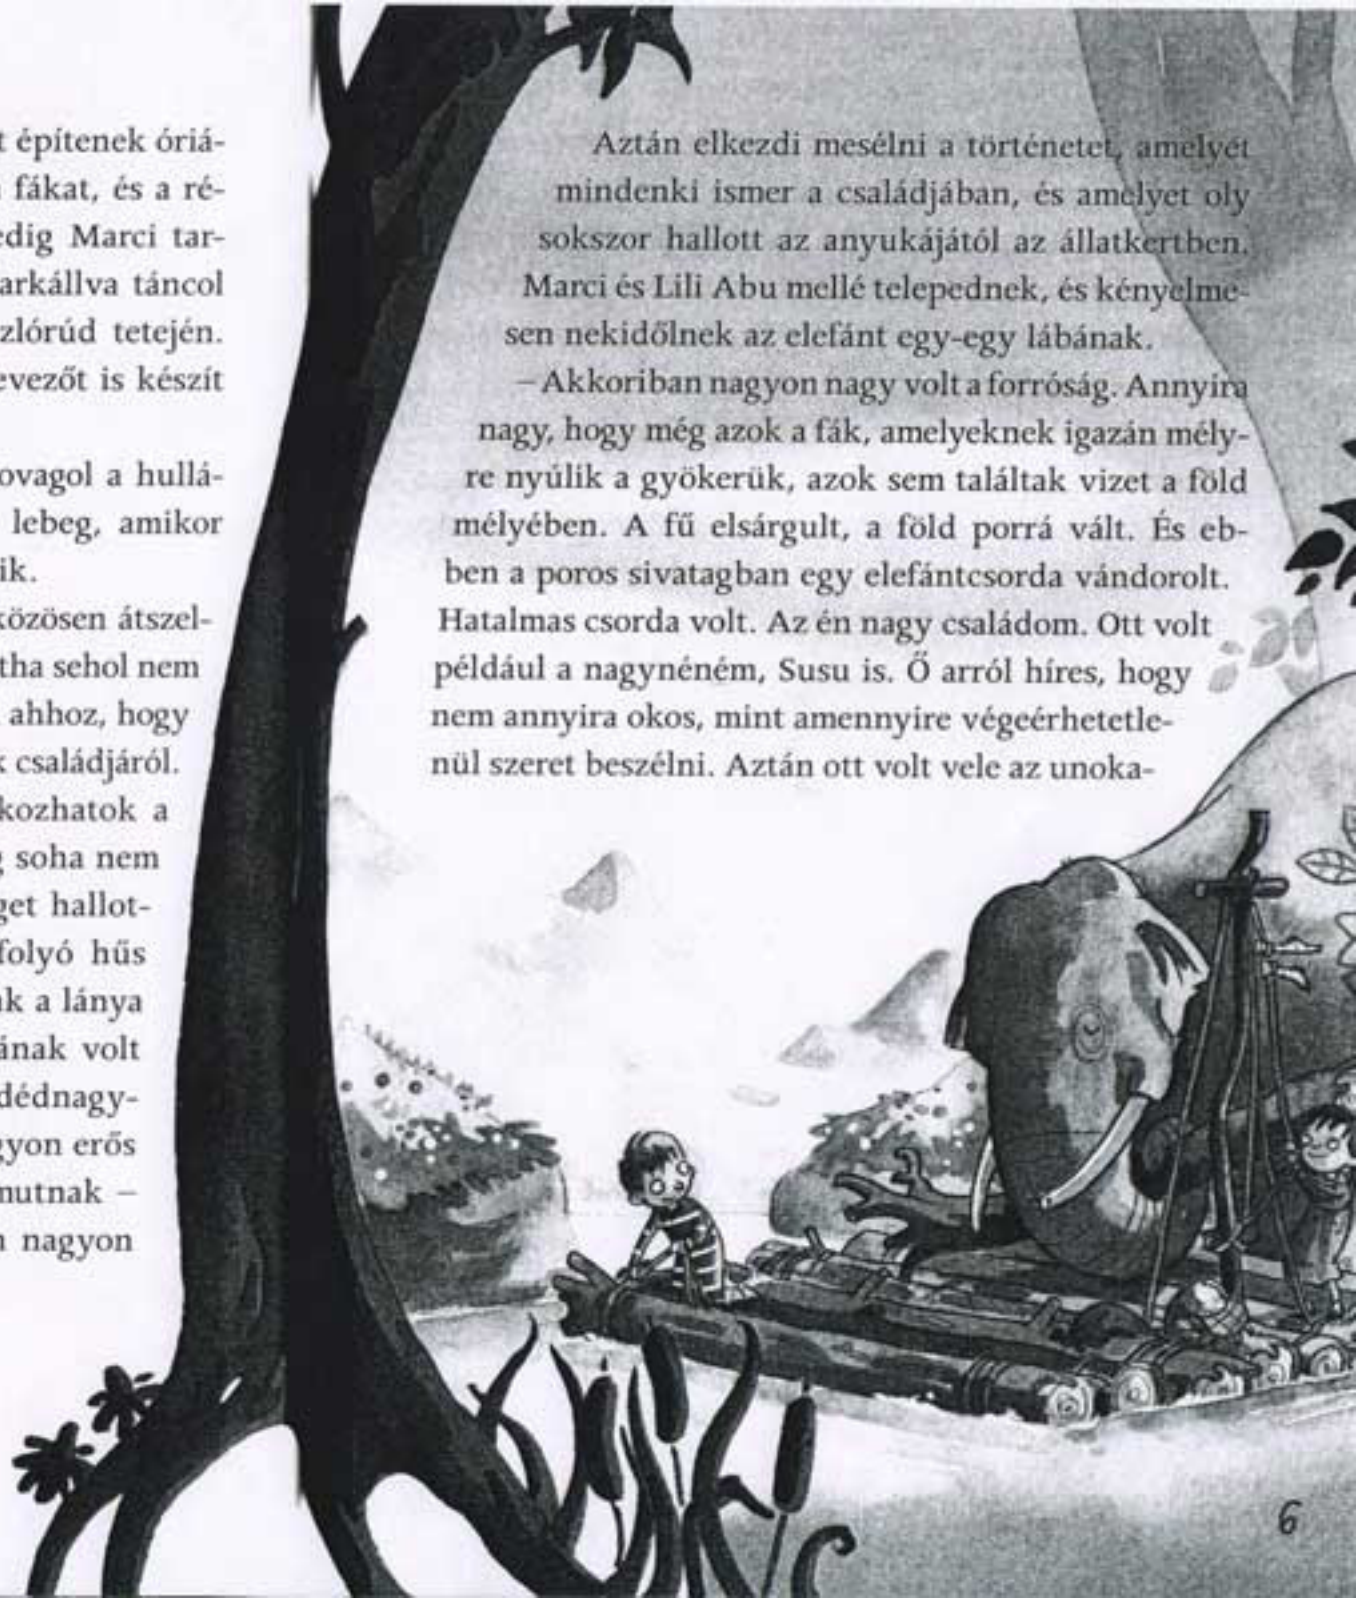 t építenek óriá-
fákat, és a ré-
edig Marci tar-
arkállva táncol
zlórúd tetején.
evezőt is készít
ovagol a hullá-
lebeg, amikor
ik.
közösen átszel-
tha sehol nem
ahhoz, hogy
k családjáról.
kozhatok a
g soha nem
get hallot-
folyó hűs
ak a lánya
ának volt
dédnagy-
gyon erős
mutnak –
n nagyon
Aztán elkezdi mesélni a történetet, amelyet
mindenki ismer a családjában, és amelyet oly
sokszor hallott az anyukájától az állatkertben.
Marci és Lili Abu mellé telepednek, és kényelme-
sen nekidőlnek az elefánt egy-egy lábának.
– Akkoriban nagyon nagy volt a forróság. Annyira
nagy, hogy még azok a fák, amelyeknek igazán mély-
re nyúlik a gyökerük, azok sem találtak vizet a föld
mélyében. A fű elsárgult, a föld porrá vált. És eb-
ben a poros sivatagban egy elefántcsorda vándorolt.
Hatalmas csorda volt. Az én nagy családom. Ott volt
például a nagynéném, Susu is. Ő arról híres, hogy
nem annyira okos, mint amennyire végeérhetetle-
nül szeret beszélni. Aztán ott volt vele az unoka-
6